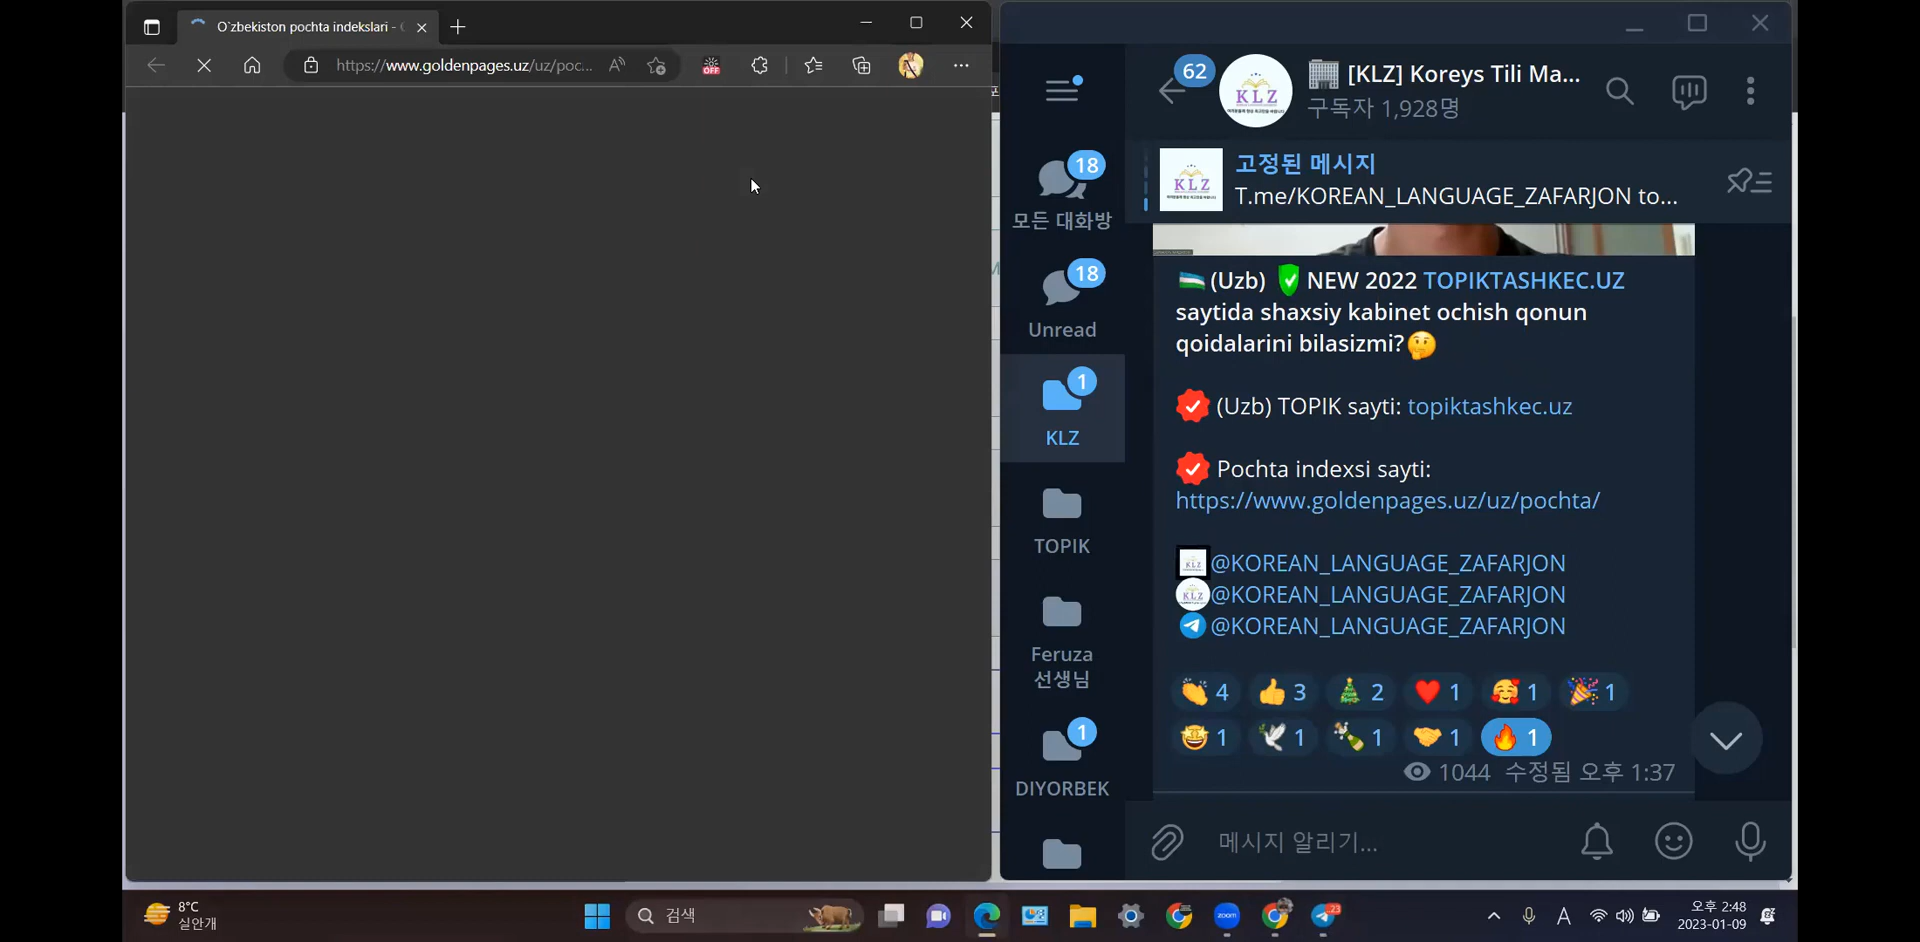 O`zbekiston pochta indekslari - (
https://www.goldenpages.uz/uz/poc...
OFF
62
KLZ
[KLZ] Koreys Tili Ma...
구독자 1,928명
KLZ
고정된 메시지
T.me/KOREAN_LANGUAGE_ZAFARJON to...
18
모든 대화방
18
Unread
1
KLZ
TOPIK
Feruza
선생님
1
DIYORBEK
(Uzb) NEW 2022 TOPIKTASHKEC.UZ
saytida shaxsiy kabinet ochish qonun
qoidalarini bilasizmi?🤔
(Uzb) TOPIK sayti: topiktashkec.uz
Pochta indexsi sayti:
https://www.goldenpages.uz/uz/pochta/
@KOREAN_LANGUAGE_ZAFARJON
@KOREAN_LANGUAGE_ZAFARJON
@KOREAN_LANGUAGE_ZAFARJON
👏 4 👍 3 🎄 2 ❤️ 1 🥰 1 🎉 1
🤩 1 🕊 1 🍾 1 🤝 1 🔥 1
1044 수정됨 오후 1:37
메시지 알리기...
8°C
실안개
검색
zoom
23
A
오후 2:48
2023-01-09